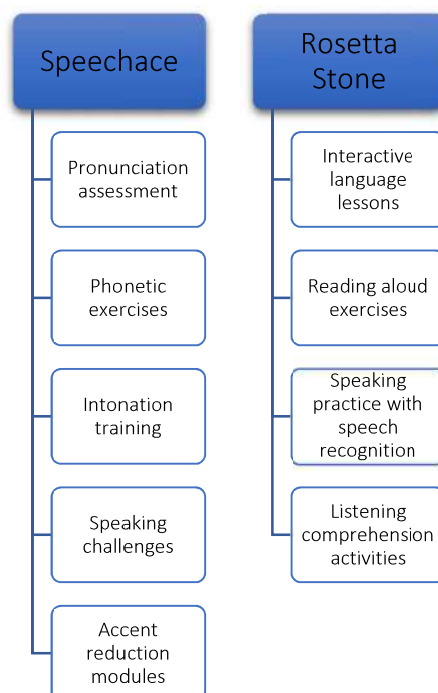 Speechace
Pronunciation
assessment
Phonetic
exercises
Intonation
training
Speaking
challenges
Accent
reduction
modules
Rosetta
Stone
Interactive
language
lessons
Reading aloud
exercises
Speaking
practice with
speech
recognition
Listening
comprehension
activities